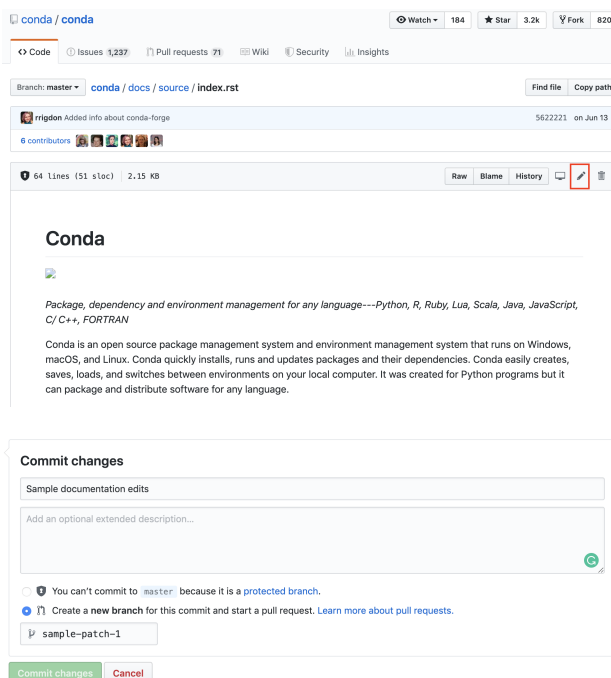 conda / conda
Watch 184 Star 3.2k Fork 820
Code Issues 1,237 Pull requests 71 Wiki Security Insights
Branch: master conda / docs / source / index.rst Find file Copy path
rrigdon Added info about conda-forge 5622221 on Jun 13
6 contributors
64 lines (51 sloc) 2.15 KB Raw Blame History
Conda
Package, dependency and environment management for any language---Python, R, Ruby, Lua, Scala, Java, JavaScript,
C/ C++, FORTRAN
Conda is an open source package management system and environment management system that runs on Windows,
macOS, and Linux. Conda quickly installs, runs and updates packages and their dependencies. Conda easily creates,
saves, loads, and switches between environments on your local computer. It was created for Python programs but it
can package and distribute software for any language.
Commit changes
Sample documentation edits
Add an optional extended description...
You can't commit to master because it is a protected branch.
Create a new branch for this commit and start a pull request. Learn more about pull requests.
sample-patch-1
Commit changes Cancel